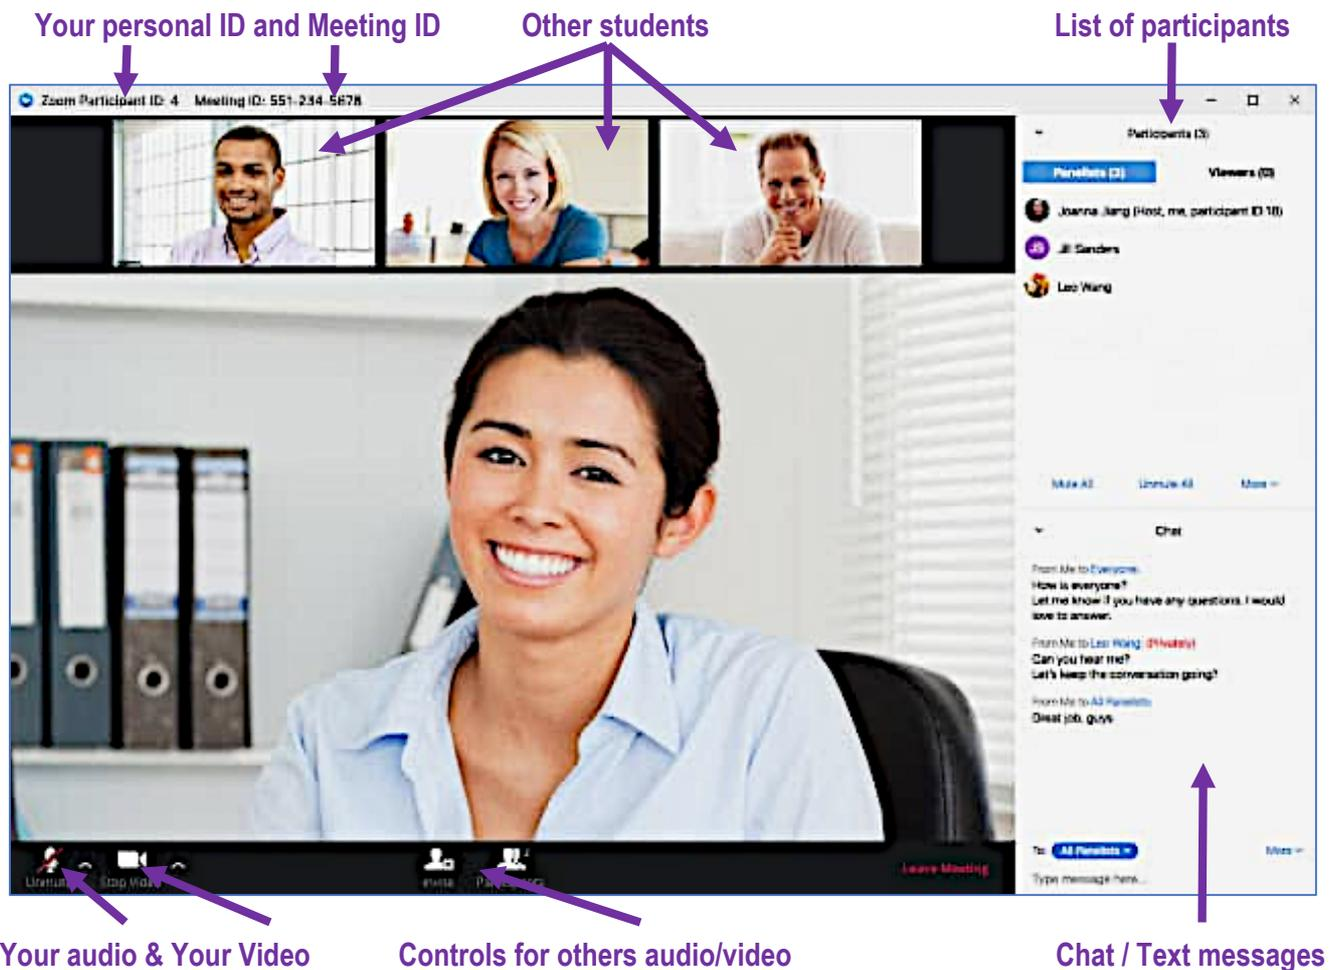 Your personal ID and Meeting ID
Other students
List of participants
Zoom Participant ID: 4 Meeting ID: 551-234-5678
Participants (3)
Panelists (3) Viewers (0)
Joanna Jiang (Host, me, participant ID 18)
JS Jill Sanders
Leo Wang
Mute All Unmute All More
Chat
From Me to Everyone:
How is everyone?
Let me know if you have any questions. I would
love to answer.
From Me to Leo Wang: (Privately)
Can you hear me?
Let's keep the conversation going?
From Me to All Panelists
Great job, guys
To: All Panelists More
Type message here...
Unmute Stop Video Invite Participants Leave Meeting
Your audio & Your Video
Controls for others audio/video
Chat / Text messages